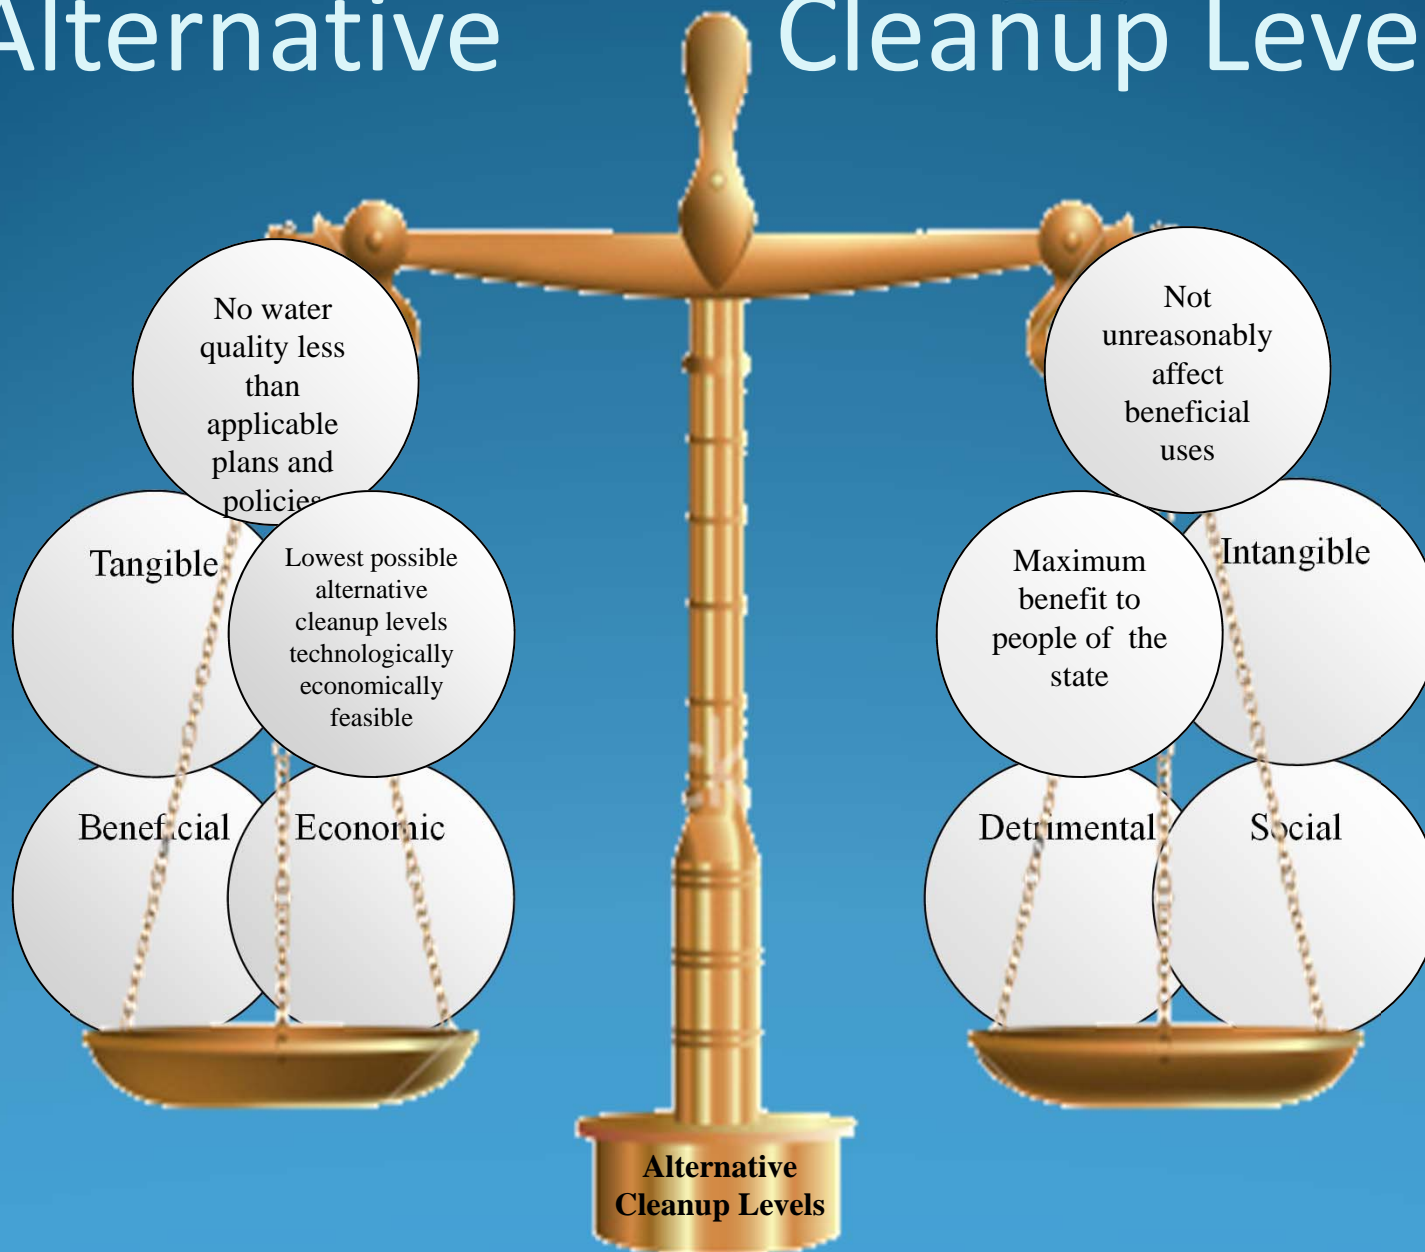 Alternative Cleanup Leve
No water
quality less
than
applicable
plans and
policies
Tangible
Lowest possible
alternative
cleanup levels
technologically
economically
feasible
Beneficial
Economic
Not
unreasonably
affect
beneficial
uses
Maximum
benefit to
people of the
state
Intangible
Detrimental
Social
Alternative
Cleanup Levels